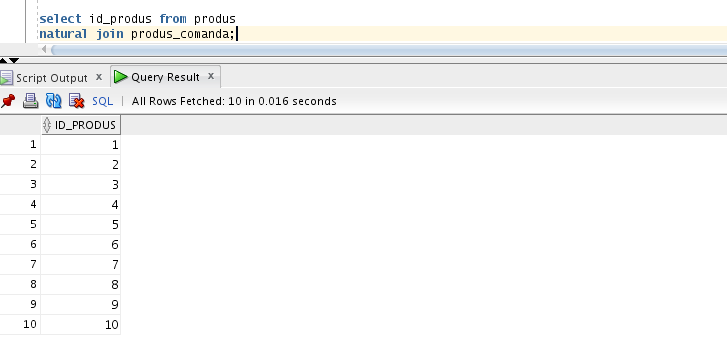 select id_produs from produs
natural join produs_comanda;
Script Output x Query Result x
SQL | All Rows Fetched: 10 in 0.016 seconds
ID_PRODUS
1 1
2 2
3 3
4 4
5 5
6 6
7 7
8 8
9 9
10 10